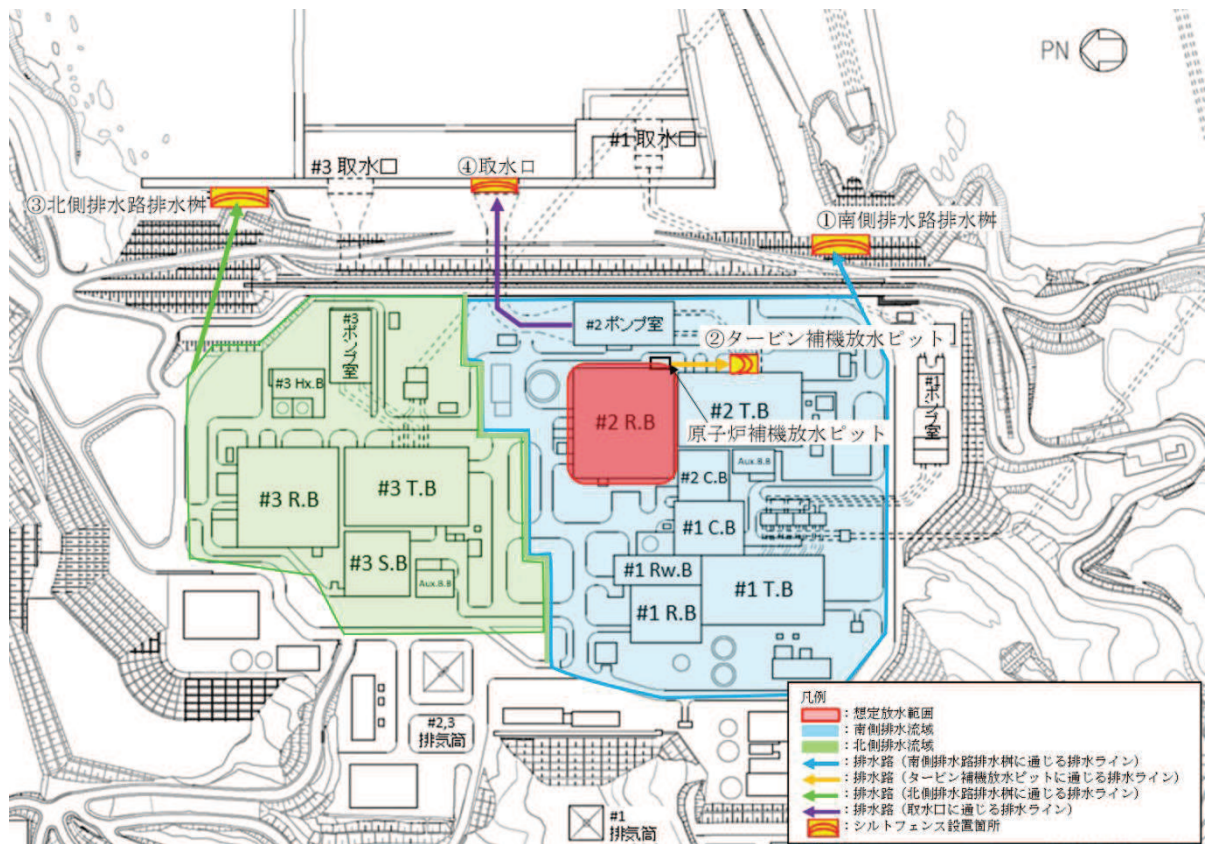 PN
#1 取水口
#3 取水口
④取水口
③北側排水路排水桝
①南側排水路排水桝
#3
ポンプ室
#2 ポンプ室
②タービン補機放水ピット
#3 Hx.B
#2 R.B
#2 T.B
原子炉補機放水ピット
#1
ポンプ室
Aux.B.B
#2 C.B
#3 R.B
#3 T.B
#1 C.B
#3 S.B
Aux.B.B
#1 Rw.B
#1 T.B
#1 R.B
#2,3
排気筒
#1
排気筒
凡例
：想定放水範囲
：南側排水流域
：北側排水流域
：排水路（南側排水路排水桝に通じる排水ライン）
：排水路（タービン補機放水ピットに通じる排水ライン）
：排水路（北側排水路排水桝に通じる排水ライン）
：排水路（取水口に通じる排水ライン）
：シルトフェンス設置箇所